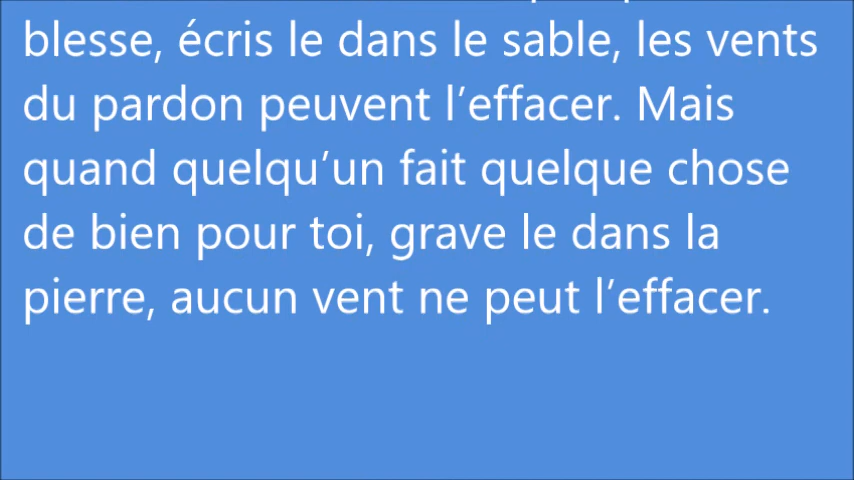 blesse, écris le dans le sable, les vents
du pardon peuvent l’effacer. Mais
quand quelqu’un fait quelque chose
de bien pour toi, grave le dans la
pierre, aucun vent ne peut l’effacer.